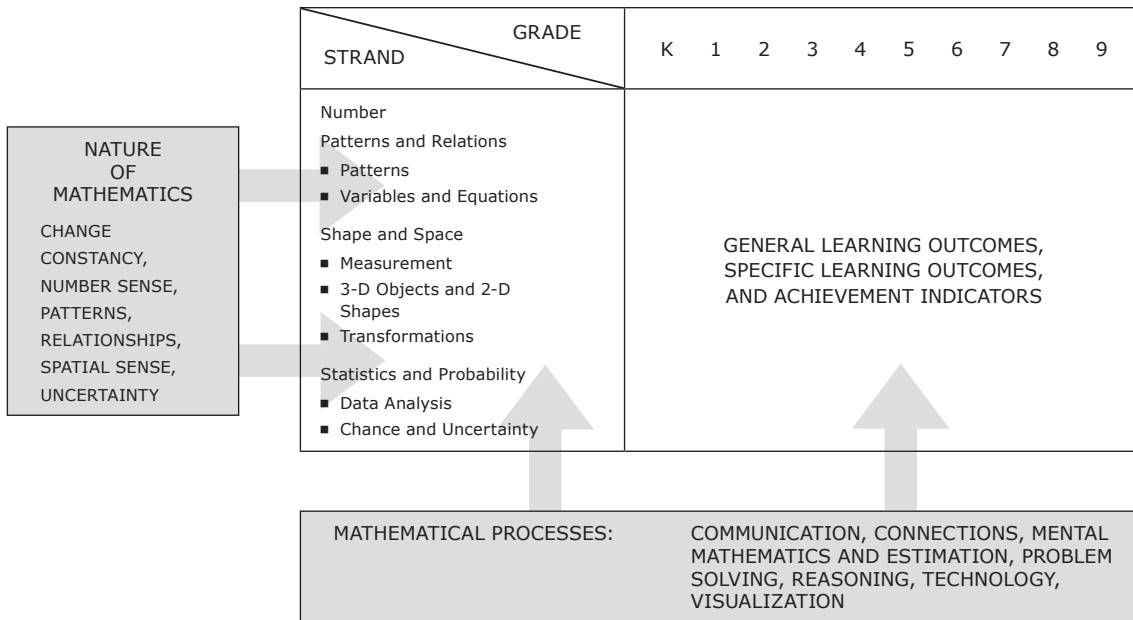 GRADE
STRAND
K 1 2 3 4 5 6 7 8 9
NATURE
OF
MATHEMATICS
CHANGE
CONSTANCY,
NUMBER SENSE,
PATTERNS,
RELATIONSHIPS,
SPATIAL SENSE,
UNCERTAINTY
Number
Patterns and Relations
■ Patterns
■ Variables and Equations
Shape and Space
■ Measurement
■ 3-D Objects and 2-D
Shapes
■ Transformations
Statistics and Probability
■ Data Analysis
■ Chance and Uncertainty
GENERAL LEARNING OUTCOMES,
SPECIFIC LEARNING OUTCOMES,
AND ACHIEVEMENT INDICATORS
MATHEMATICAL PROCESSES:
COMMUNICATION, CONNECTIONS, MENTAL
MATHEMATICS AND ESTIMATION, PROBLEM
SOLVING, REASONING, TECHNOLOGY,
VISUALIZATION